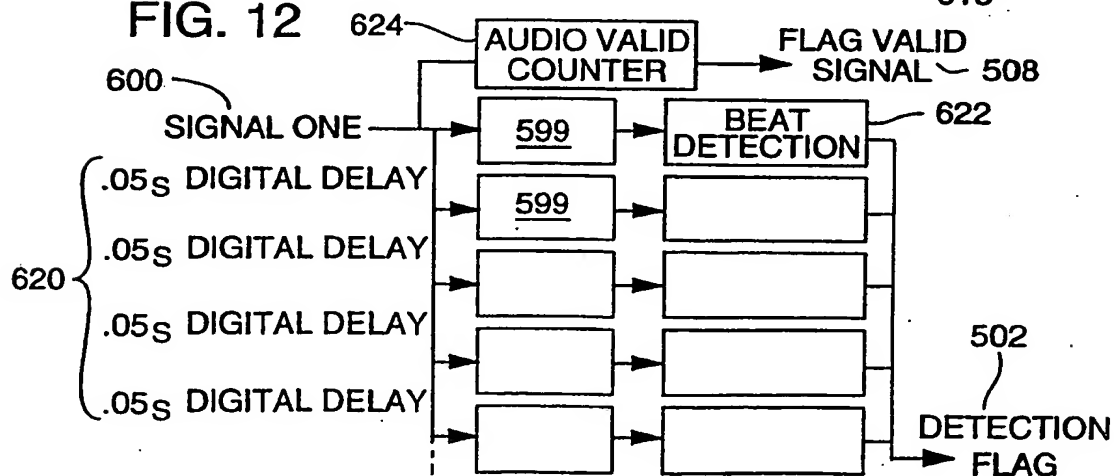 FIG. 12
624
AUDIO VALID
COUNTER
FLAG VALID
SIGNAL
508
600
SIGNAL ONE
599
BEAT
DETECTION
622
.05s DIGITAL DELAY
599
.05s DIGITAL DELAY
620
.05s DIGITAL DELAY
.05s DIGITAL DELAY
502
DETECTION
FLAG